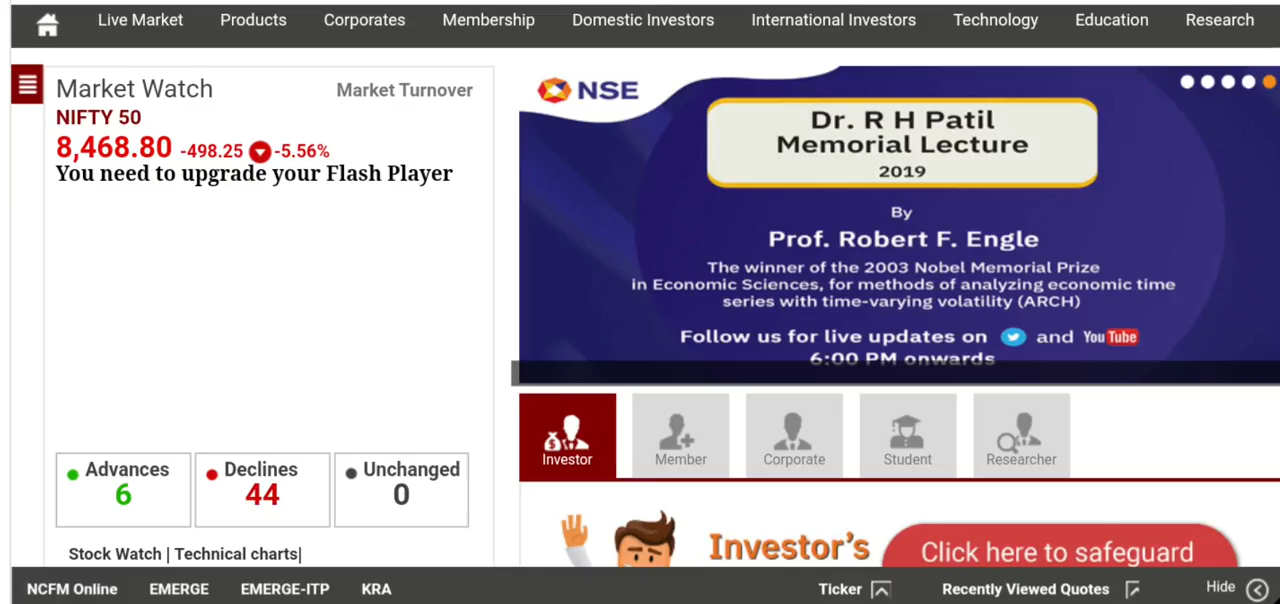 Live Market Products Corporates Membership Domestic Investors International Investors Technology Education Research
Market Watch Market Turnover
NIFTY 50
8,468.80 -498.25 -5.56%
You need to upgrade your Flash Player
Advances Declines Unchanged
6 44 0
Stock Watch | Technical charts|
NSE
Dr. R H Patil
Memorial Lecture
2019
By
Prof. Robert F. Engle
The winner of the 2003 Nobel Memorial Prize
in Economic Sciences, for methods of analyzing economic time
series with time-varying volatility (ARCH)
Follow us for live updates on and YouTube
6:00 PM onwards
Investor Member Corporate Student Researcher
Investor's Click here to safeguard
NCFM Online EMERGE EMERGE-ITP KRA Ticker Recently Viewed Quotes Hide